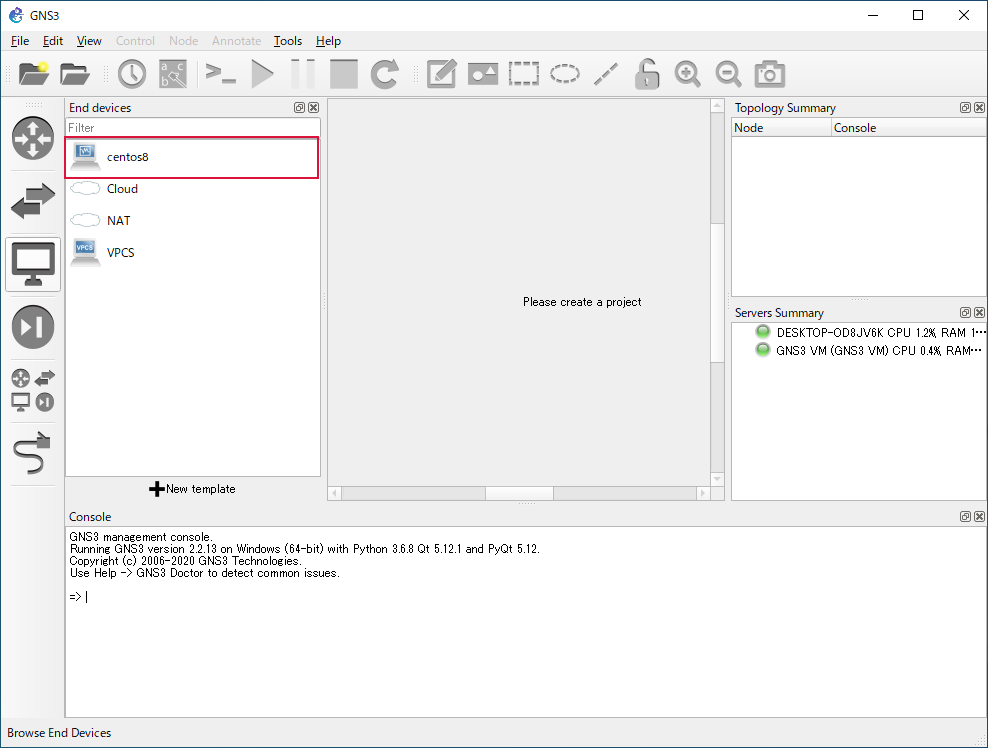 GNS3
File Edit View Control Node Annotate Tools Help
End devices
Filter
centos8
Cloud
NAT
VPCS
VPCS
New template
Please create a project
Topology Summary
Node Console
Servers Summary
DESKTOP-OD8JV6K CPU 1.2%, RAM 1…
GNS3 VM (GNS3 VM) CPU 0.4%, RAM…
Console
GNS3 management console.
Running GNS3 version 2.2.13 on Windows (64-bit) with Python 3.6.8 Qt 5.12.1 and PyQt 5.12.
Copyright (c) 2006-2020 GNS3 Technologies.
Use Help -> GNS3 Doctor to detect common issues.
=>
Browse End Devices